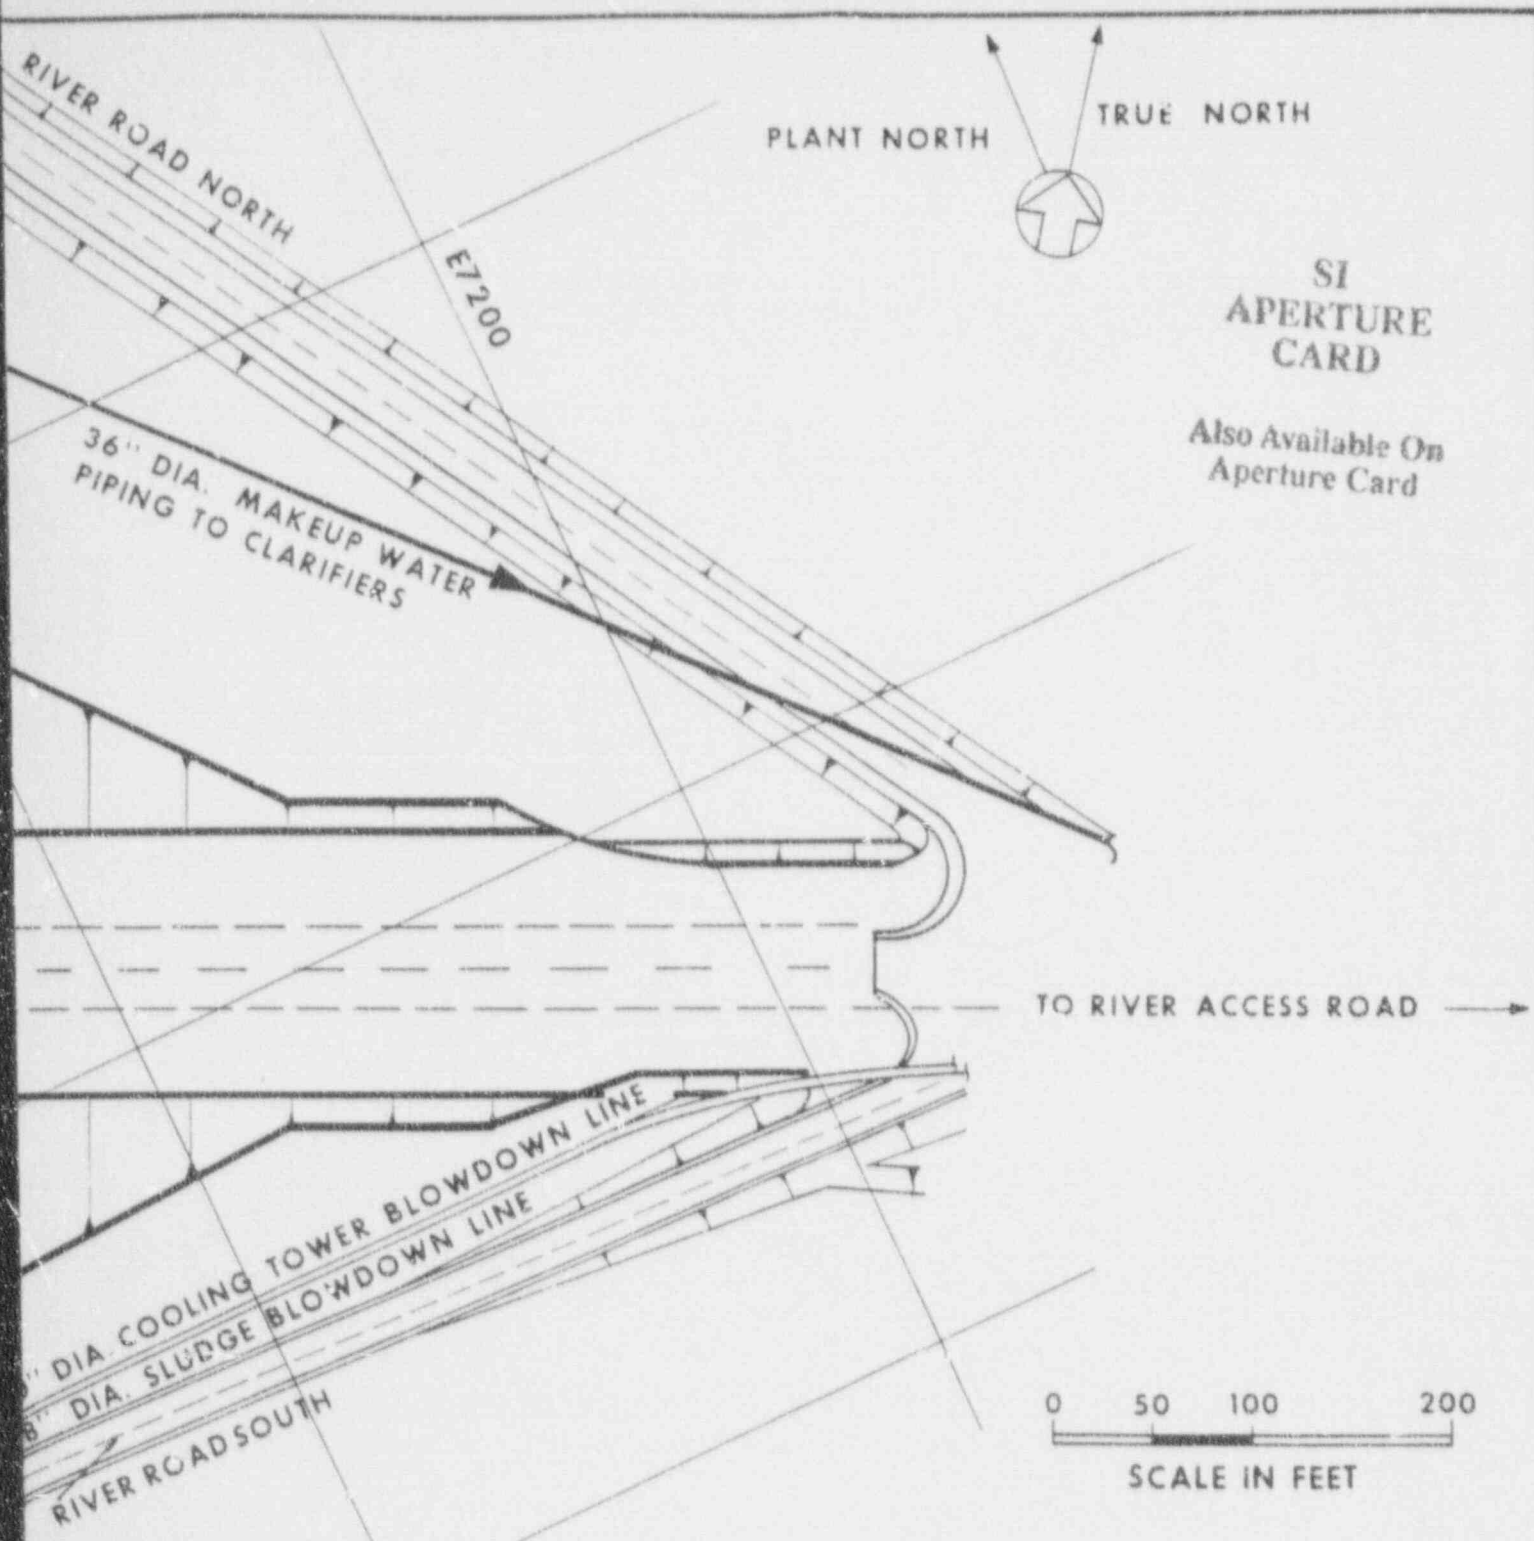 RIVER ROAD NORTH
PLANT NORTH
TRUE NORTH
E7200
SI
APERTURE
CARD
Also Available On
Aperture Card
36" DIA. MAKEUP WATER
PIPING TO CLARIFIERS
TO RIVER ACCESS ROAD
" DIA. COOLING TOWER BLOWDOWN LINE
8" DIA. SLUDGE BLOWDOWN LINE
RIVER ROAD SOUTH
0 50 100 200
SCALE IN FEET